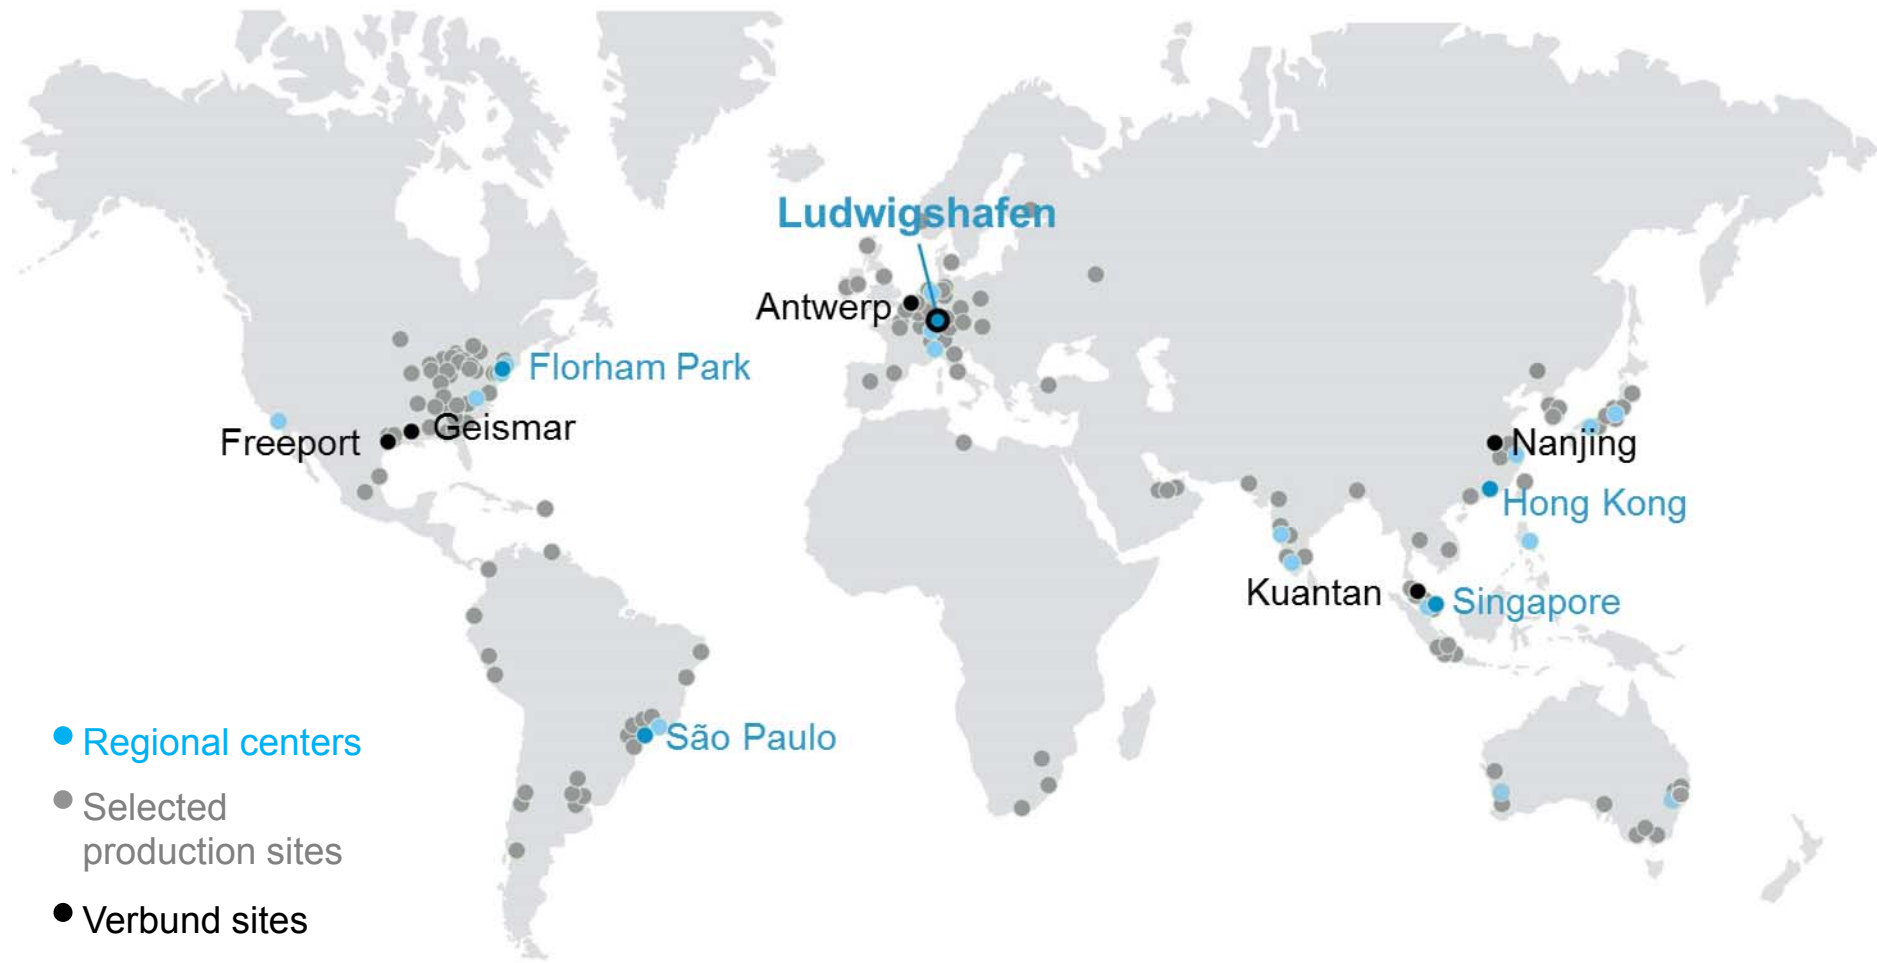 Ludwigshafen
Antwerp
Florham Park
Geismar
Freeport
Nanjing
Hong Kong
Kuantan
Singapore
São Paulo
Regional centers
Selected
production sites
Verbund sites